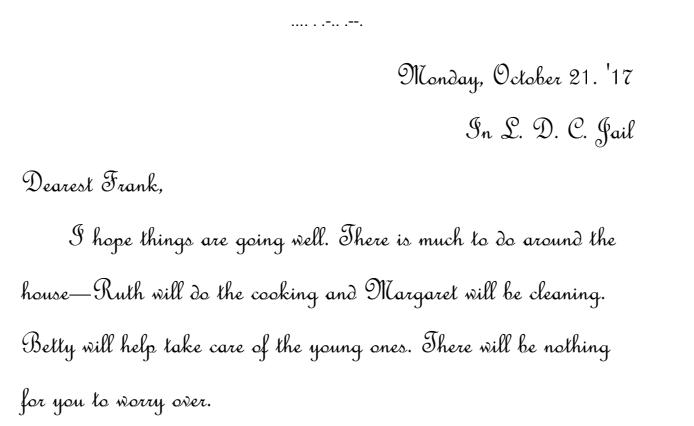 .... . .-.. .--.
Monday, October 21. '17
In L. D. C. Jail
Dearest Frank,
I hope things are going well. There is much to do around the
house—Ruth will do the cooking and Margaret will be cleaning.
Betty will help take care of the young ones. There will be nothing
for you to worry over.